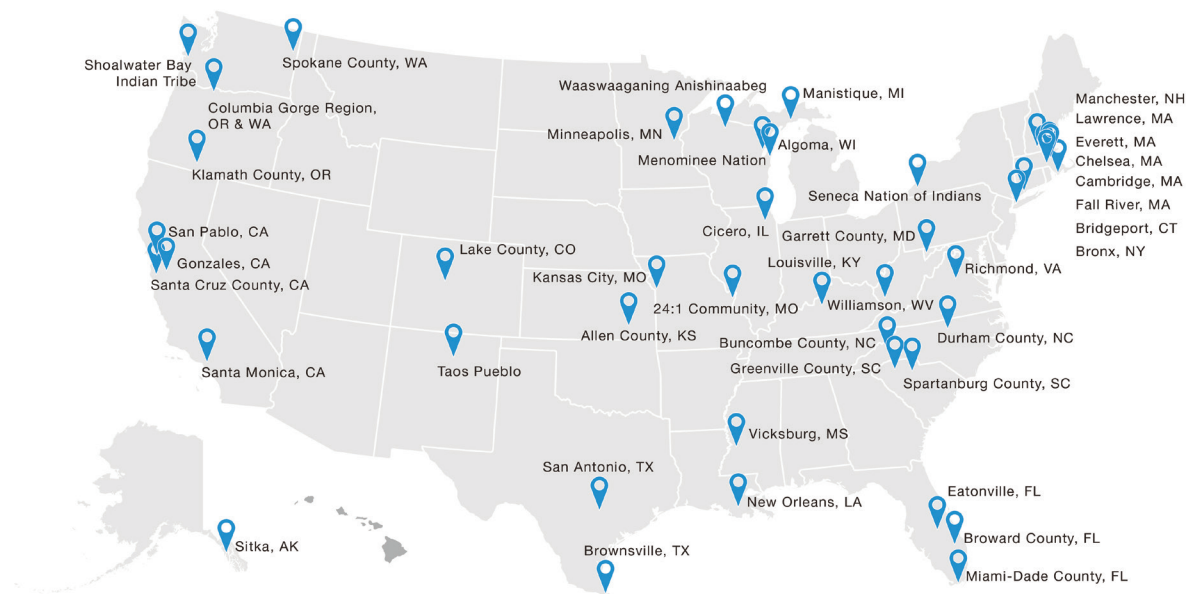 Shoalwater Bay
Indian Tribe
Spokane County, WA
Columbia Gorge Region,
OR & WA
Klamath County, OR
San Pablo, CA
Gonzales, CA
Santa Cruz County, CA
Santa Monica, CA
Sitka, AK
Lake County, CO
Taos Pueblo
Waaswaaganing Anishinaabeg
Manistique, MI
Minneapolis, MN
Algoma, WI
Menominee Nation
Cicero, IL
Kansas City, MO
24:1 Community, MO
Allen County, KS
San Antonio, TX
Brownsville, TX
Vicksburg, MS
New Orleans, LA
Seneca Nation of Indians
Garrett County, MD
Louisville, KY
Richmond, VA
Williamson, WV
Buncombe County, NC
Durham County, NC
Greenville County, SC
Spartanburg County, SC
Eatonville, FL
Broward County, FL
Miami-Dade County, FL
Manchester, NH
Lawrence, MA
Everett, MA
Chelsea, MA
Cambridge, MA
Fall River, MA
Bridgeport, CT
Bronx, NY